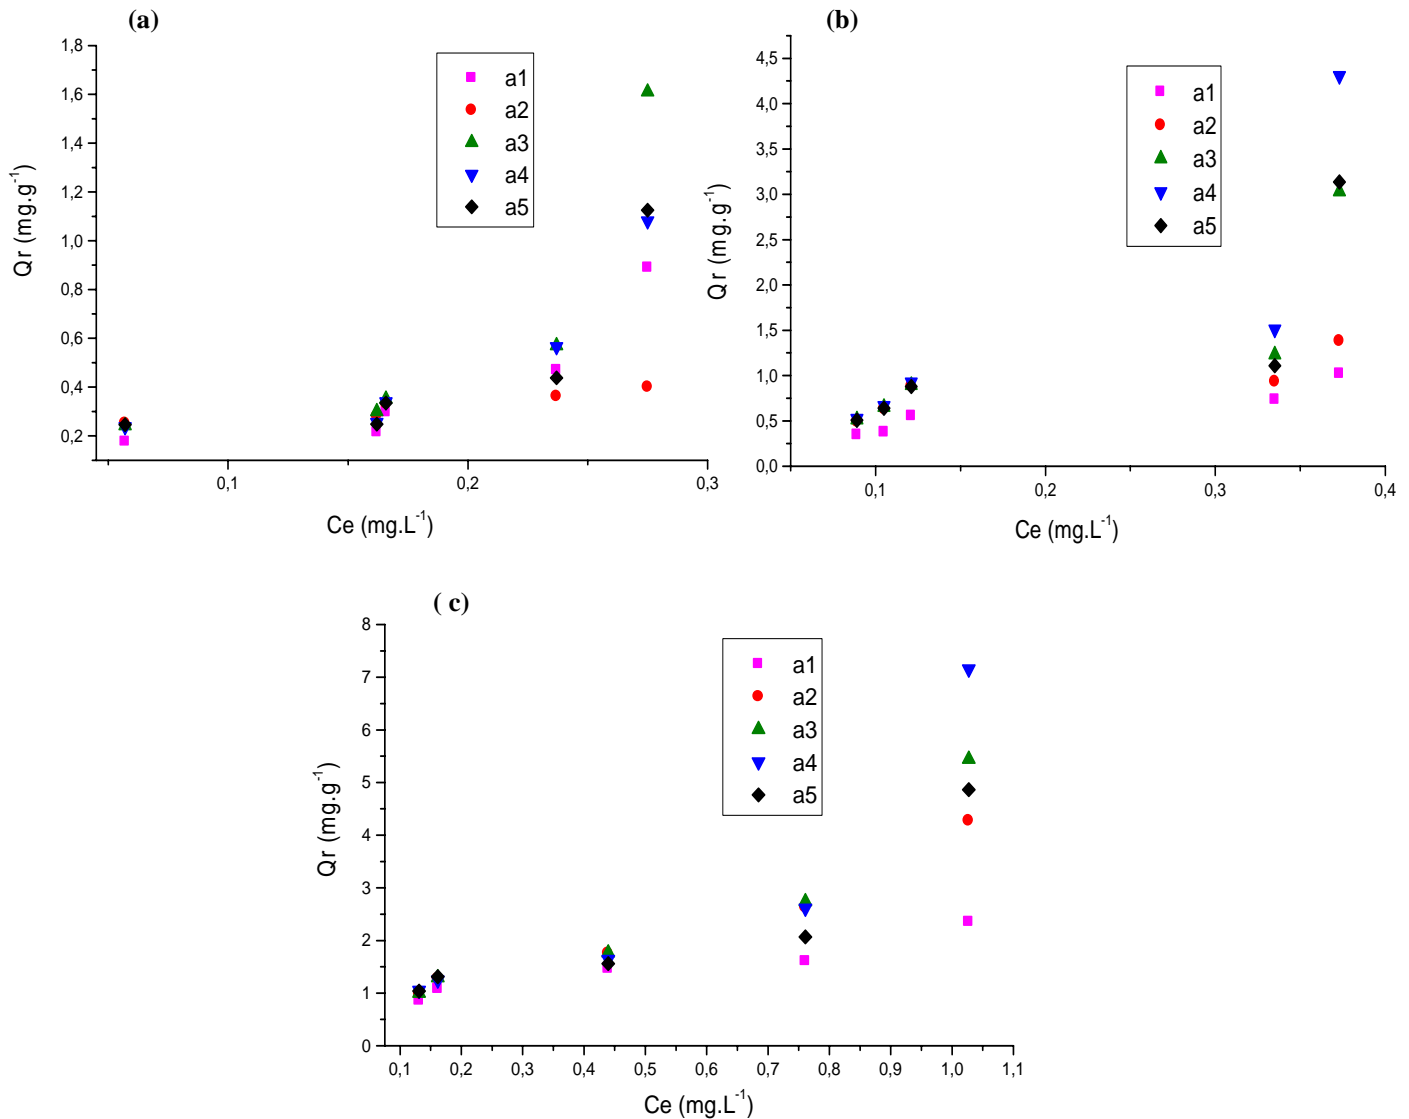 (a)
1,8
1,6
1,4
1,2
1,0
0,8
0,6
0,4
0,2
Qr (mg.g⁻¹)
a1
a2
a3
a4
a5
0,1 0,2 0,3
Ce (mg.L⁻¹)
(b)
4,5
4,0
3,5
3,0
2,5
2,0
1,5
1,0
0,5
0,0
Qr (mg.g⁻¹)
a1
a2
a3
a4
a5
0,1 0,2 0,3 0,4
Ce (mg.L⁻¹)
( c)
8
7
6
5
4
3
2
1
0
Qr (mg.g⁻¹)
a1
a2
a3
a4
a5
0,1 0,2 0,3 0,4 0,5 0,6 0,7 0,8 0,9 1,0 1,1
Ce (mg.L⁻¹)